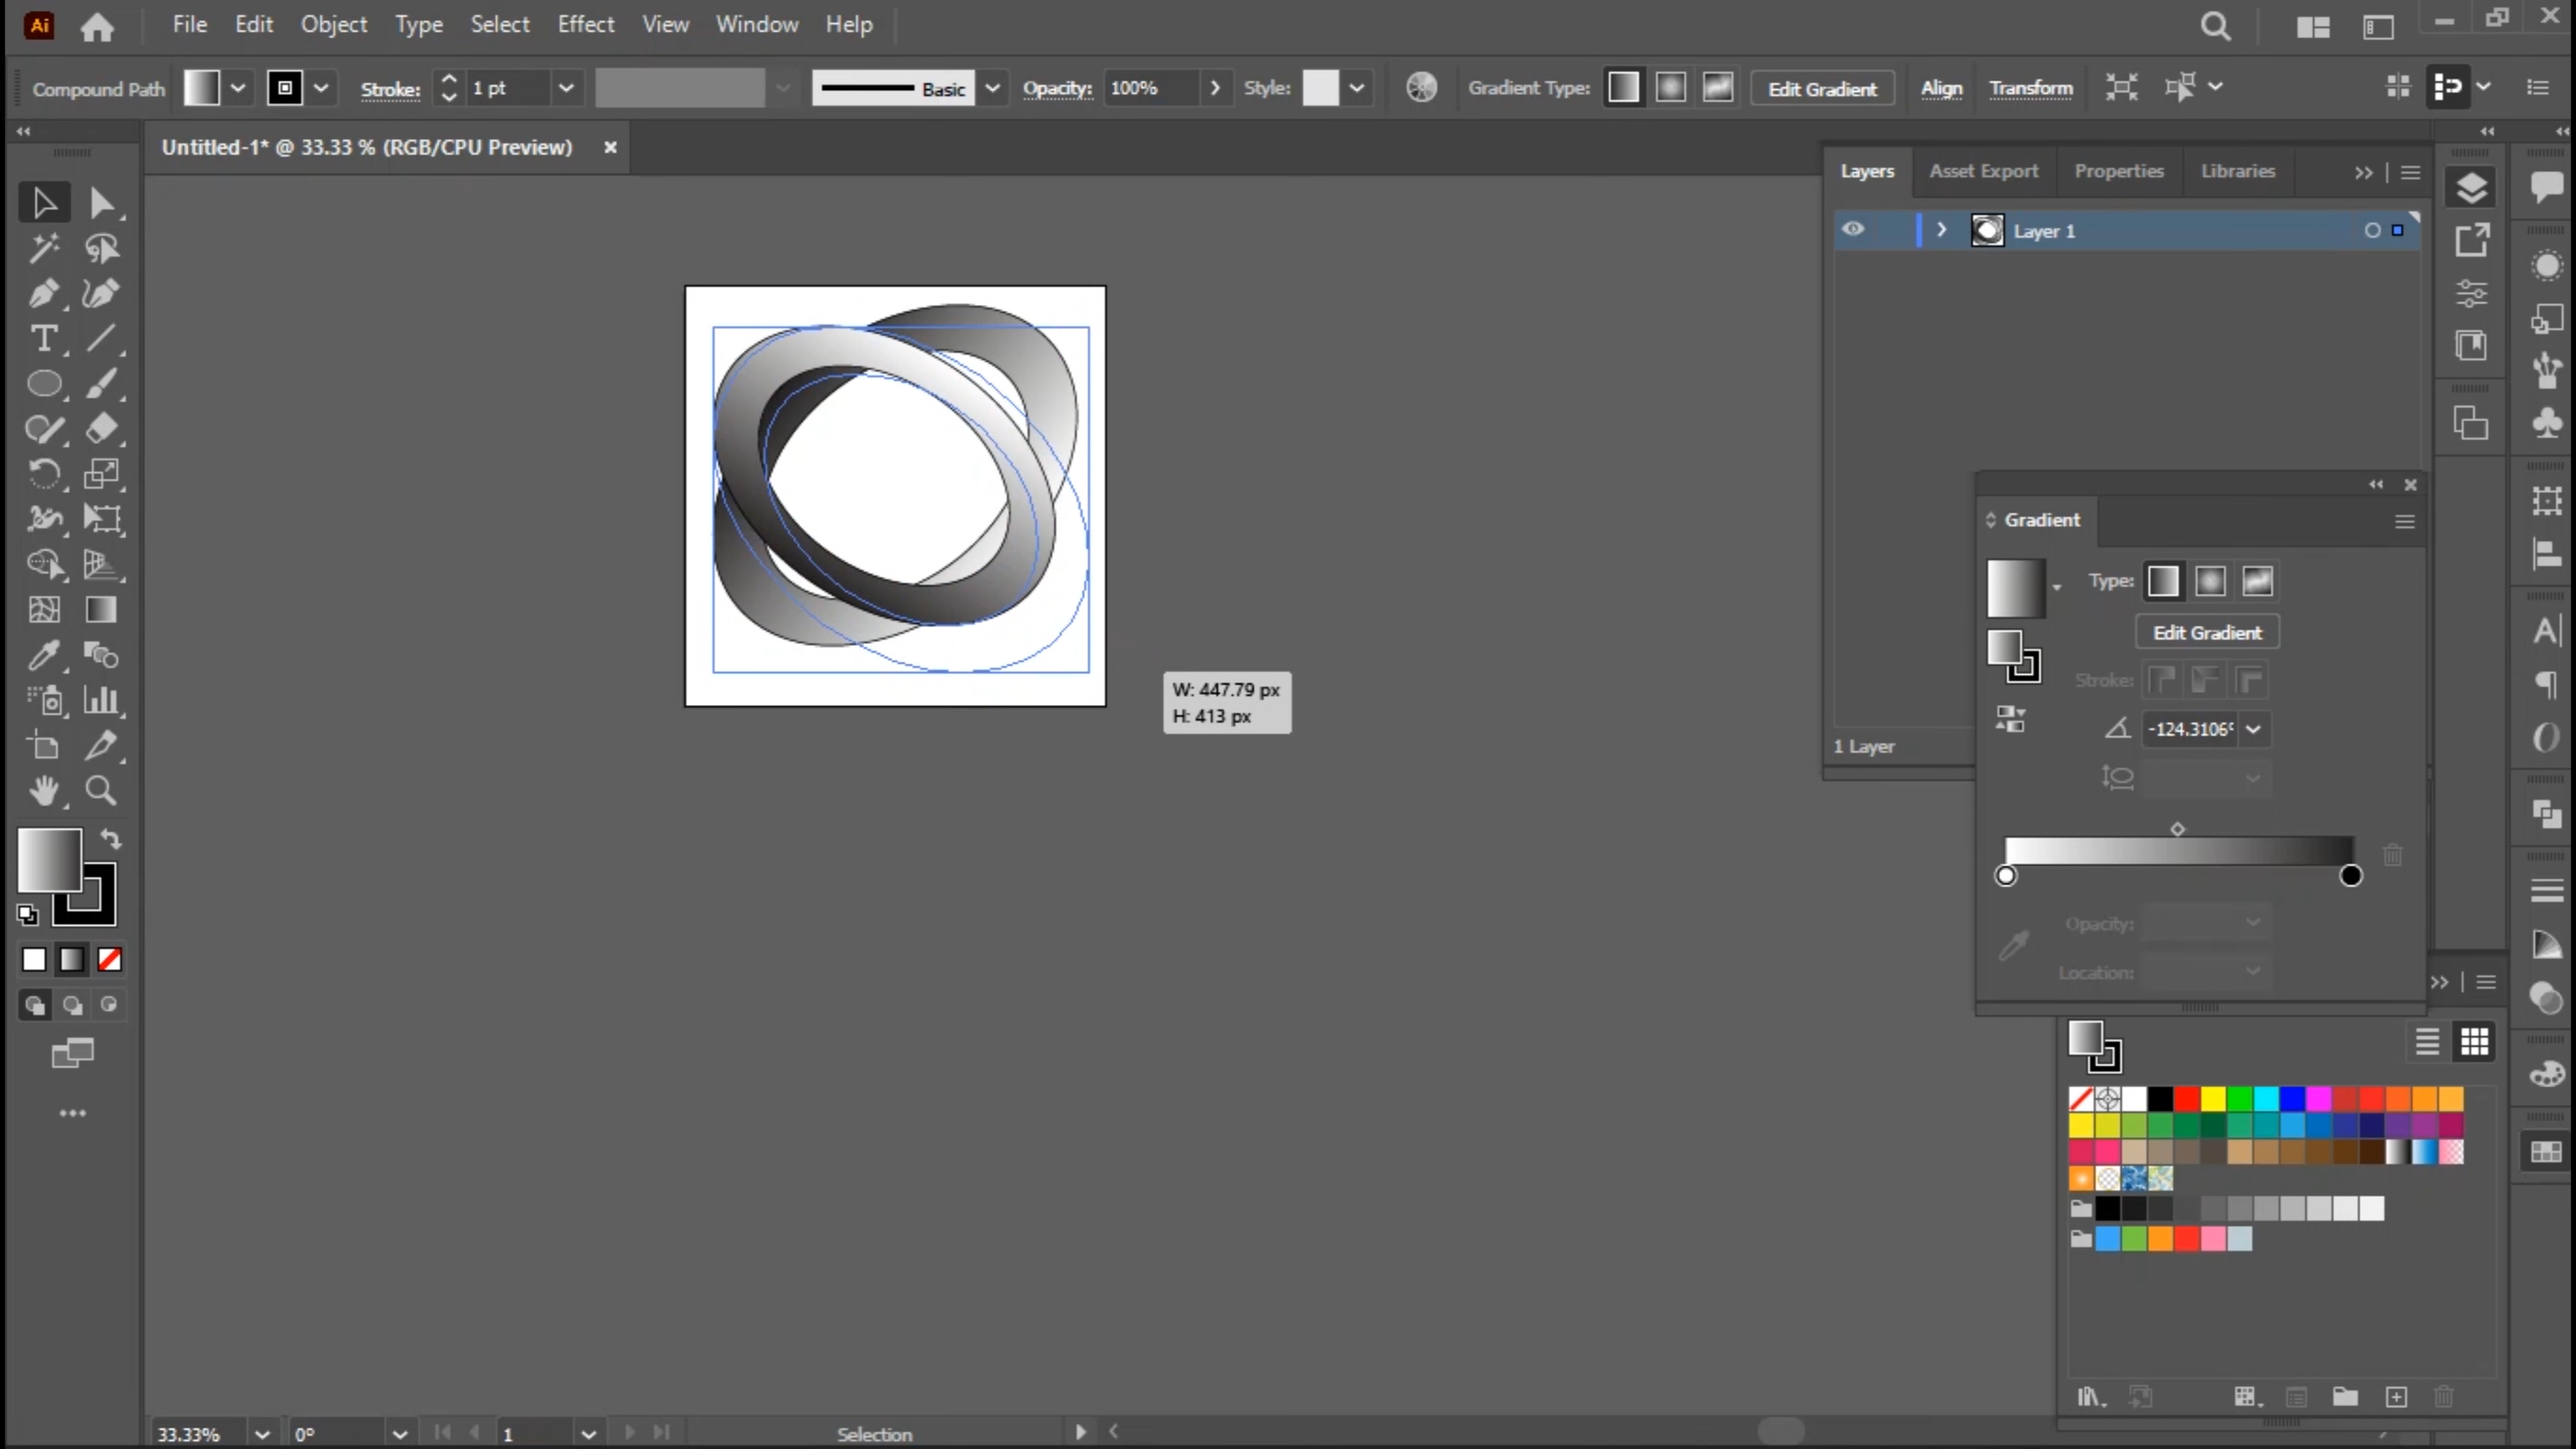 Ai File Edit Object Type Select Effect View Window Help
Compound Path Stroke: 1 pt Basic Opacity: 100% Style: Gradient Type: Edit Gradient Align Transform
Untitled-1* @ 33.33 % (RGB/CPU Preview)
Layers Asset Export Properties Libraries
Layer 1
Gradient
Type:
Edit Gradient
Stroke:
W: 447.79 px
H: 413 px
-124.3106°
1 Layer
Opacity:
Location:
33.33% 0° 1 Selection